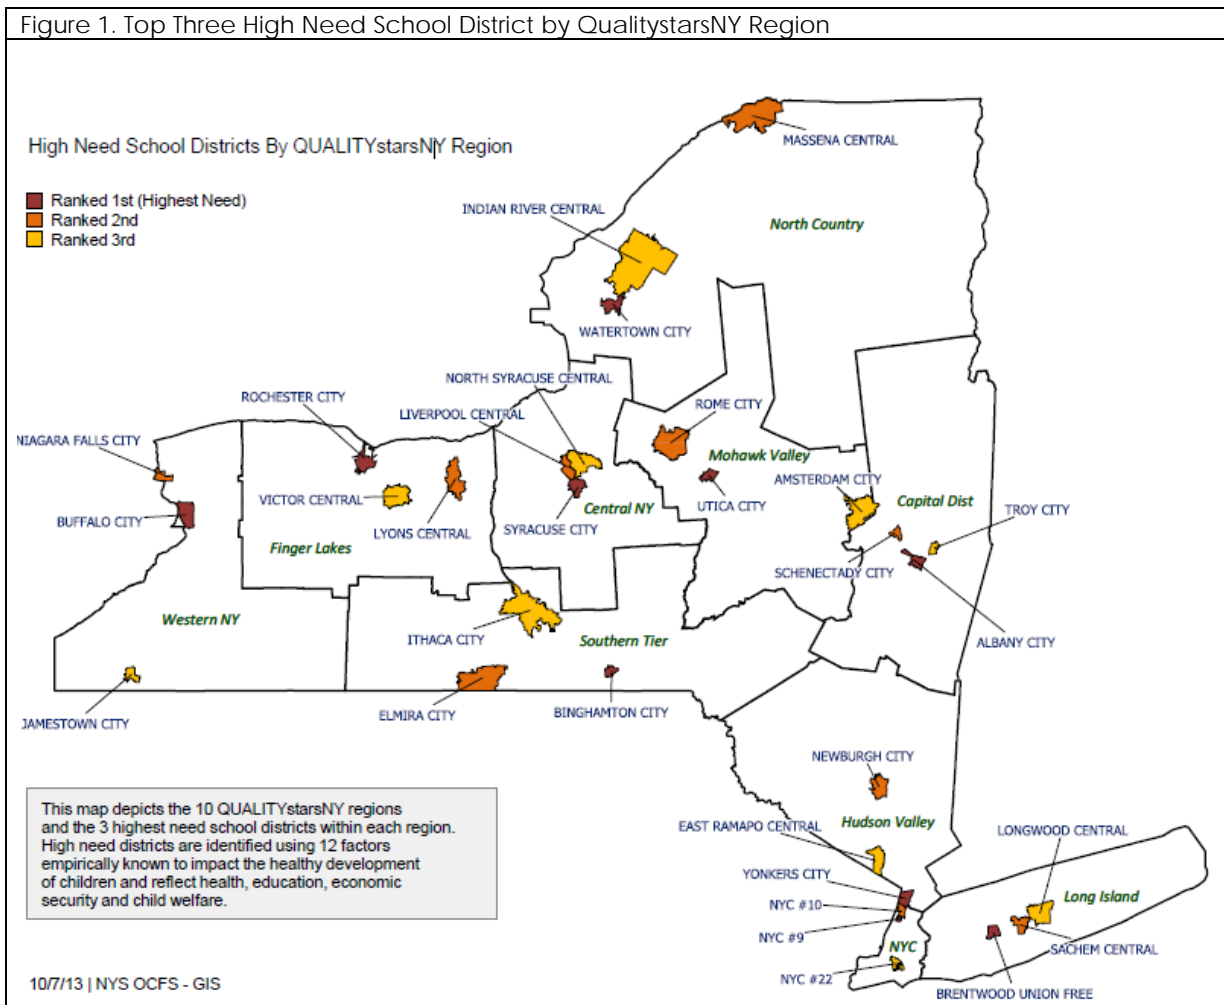 Figure 1. Top Three High Need School District by QualitystarsNY Region
High Need School Districts By QUALITYstarsNY Region
Ranked 1st (Highest Need)
Ranked 2nd
Ranked 3rd
MASSENA CENTRAL
INDIAN RIVER CENTRAL
North Country
WATERTOWN CITY
NORTH SYRACUSE CENTRAL
ROCHESTER CITY
LIVERPOOL CENTRAL
ROME CITY
NIAGARA FALLS CITY
Mohawk Valley
AMSTERDAM CITY
VICTOR CENTRAL
Capital Dist
UTICA CITY
Central NY
TROY CITY
BUFFALO CITY
LYONS CENTRAL
SYRACUSE CITY
Finger Lakes
SCHENECTADY CITY
Western NY
ITHACA CITY
Southern Tier
ALBANY CITY
JAMESTOWN CITY
ELMIRA CITY
BINGHAMTON CITY
NEWBURGH CITY
This map depicts the 10 QUALITYstarsNY regions
and the 3 highest need school districts within each region.
High need districts are identified using 12 factors
empirically known to impact the healthy development
of children and reflect health, education, economic
security and child welfare.
EAST RAMAPO CENTRAL
Hudson Valley
LONGWOOD CENTRAL
YONKERS CITY
Long Island
NYC #10
NYC #9
NYC
SACHEM CENTRAL
NYC #22
BRENTWOOD UNION FREE
10/7/13 | NYS OCFS - GIS